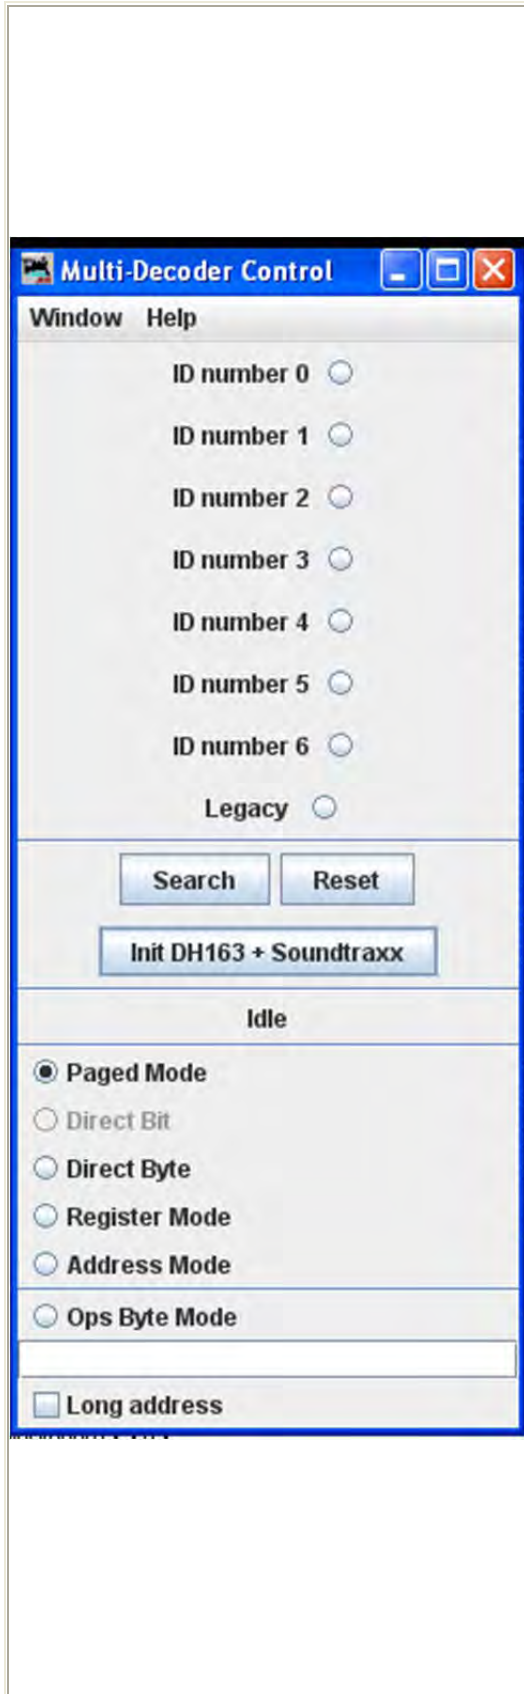 Multi-Decoder Control
Window Help
ID number 0
ID number 1
ID number 2
ID number 3
ID number 4
ID number 5
ID number 6
Legacy
Search Reset
Init DH163 + Soundtraxx
Idle
Paged Mode
Direct Bit
Direct Byte
Register Mode
Address Mode
Ops Byte Mode
Long address